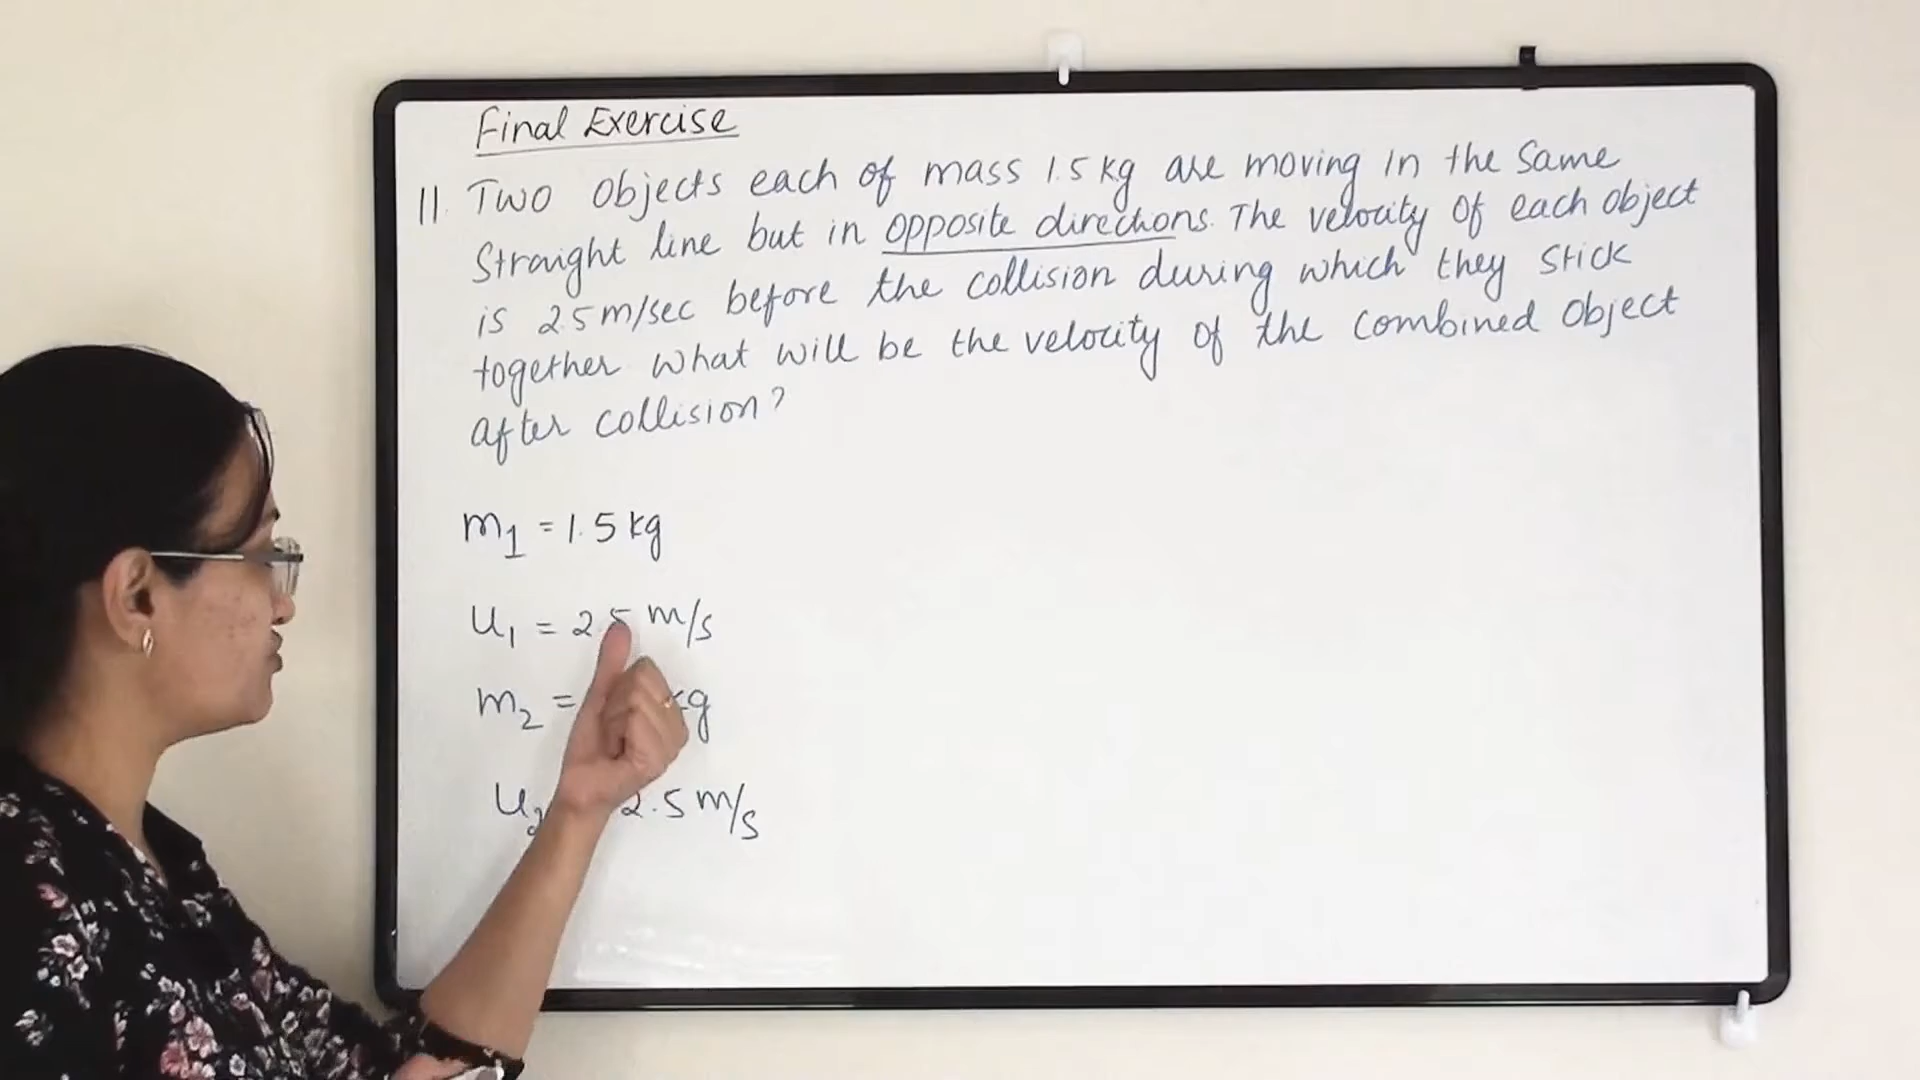 Final Exercise
11. Two objects each of mass 1.5 kg are moving in the same
straight line but in opposite directions. The velocity of each object
is 2.5 m/sec before the collision during which they stick
together what will be the velocity of the combined object
after collision?
m1 = 1.5 kg
u1 = 2.5 m/s
m2 = kg
u2 2.5 m/s